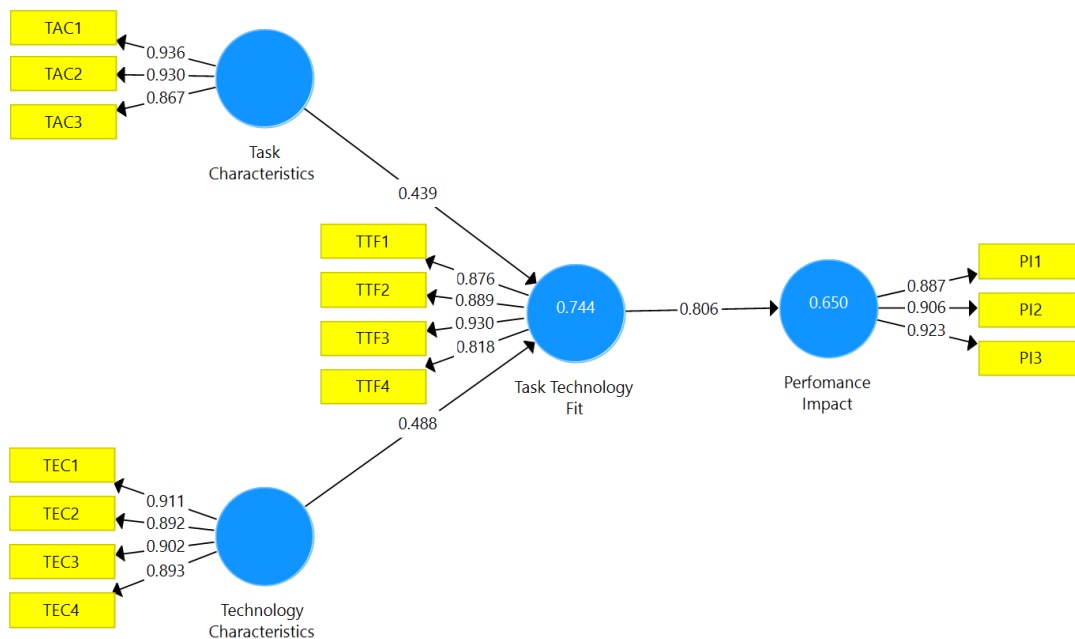 TAC1
0.936
TAC2
0.930
TAC3
0.867
Task
Characteristics
0.439
TTF1
0.876
TTF2
0.889
TTF3
0.930
TTF4
0.818
0.744
Task Technology
Fit
0.806
0.650
Perfomance
Impact
0.887
PI1
0.906
PI2
0.923
PI3
0.488
TEC1
0.911
TEC2
0.892
TEC3
0.902
TEC4
0.893
Technology
Characteristics